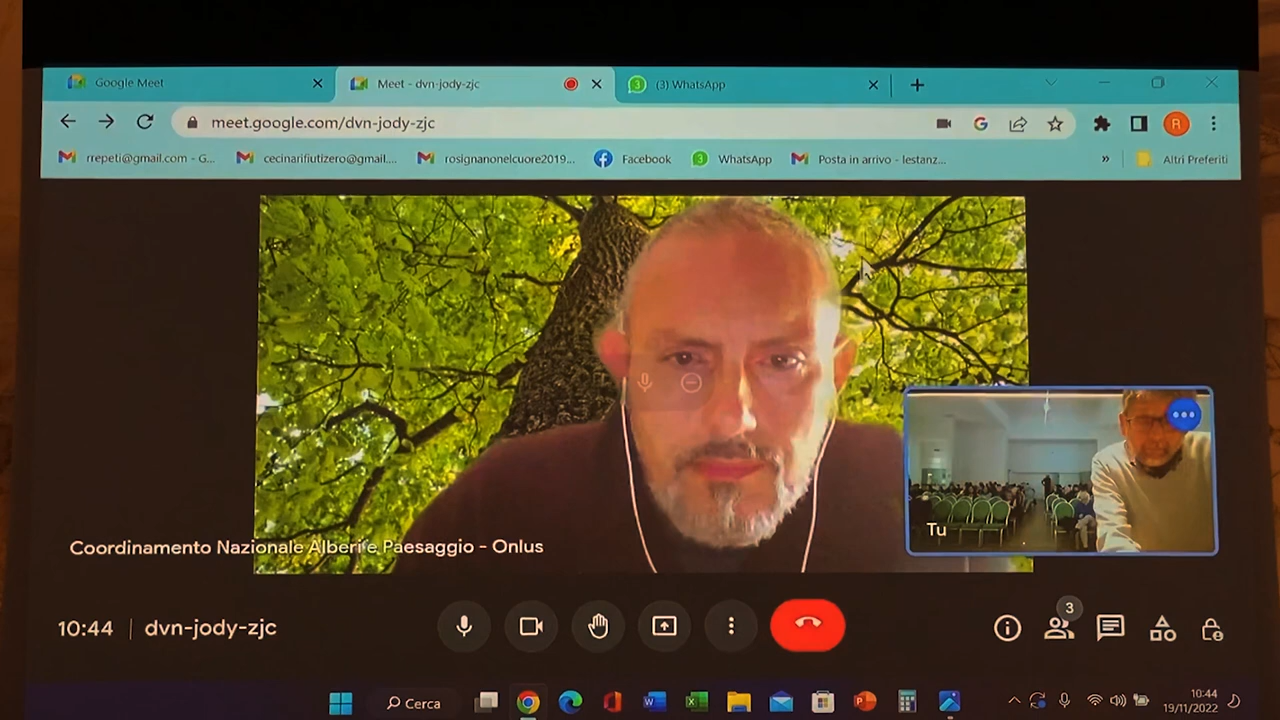 Google Meet
Meet - dvn-jody-zjc
3
(3) WhatsApp
meet.google.com/dvn-jody-zjc
R
rrepeti@gmail.com - G...
cecinarifiutizero@gmail....
rosignanonelcuore2019...
Facebook
3
WhatsApp
Posta in arrivo - lestanz...
»
Altri Preferiti
Tu
Coordinamento Nazionale Alberi e Paesaggio - Onlus
10:44 | dvn-jody-zjc
3
Cerca
10:44
19/11/2022